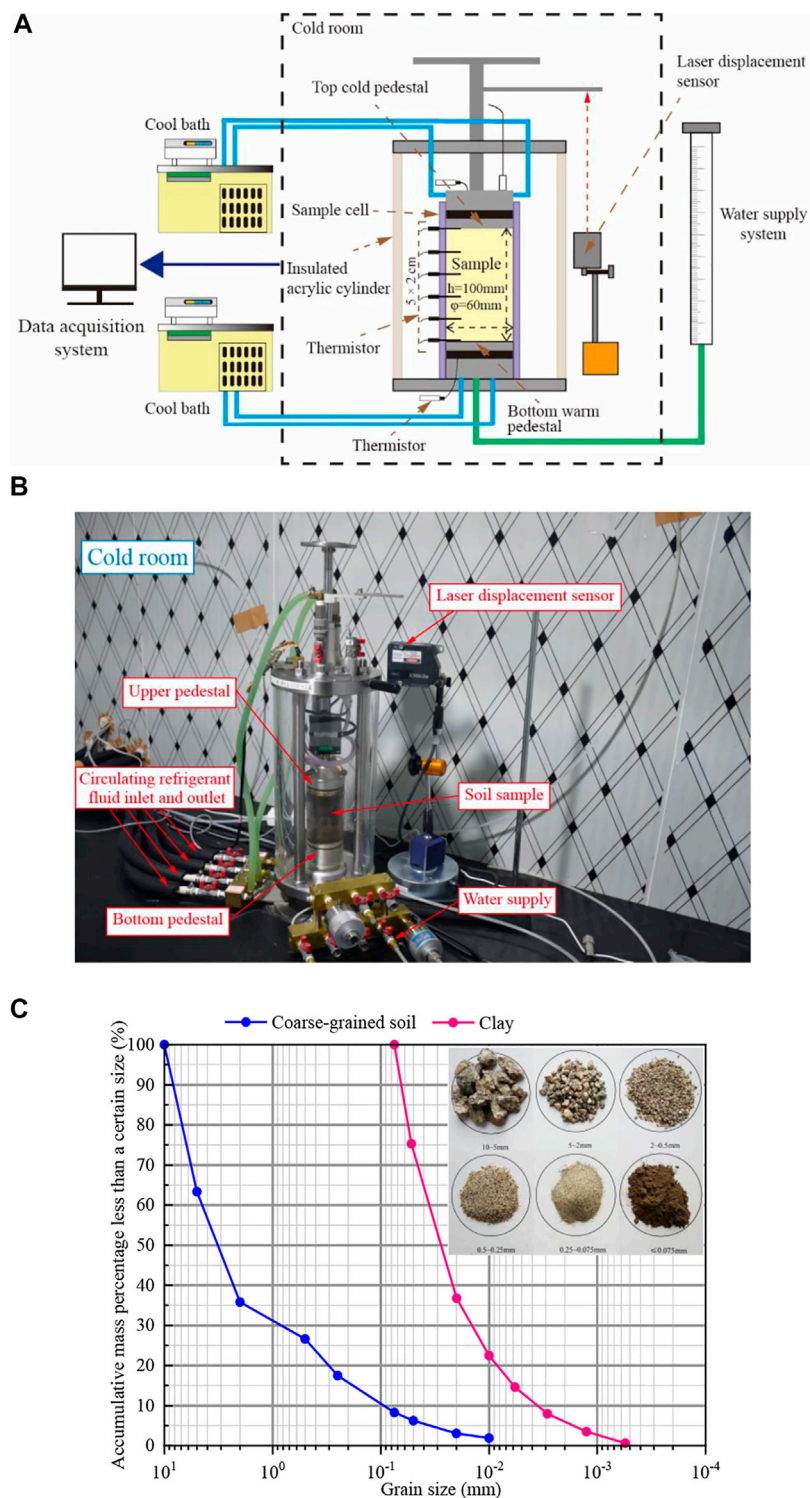 A
Cold room
Laser displacement
sensor
Top cold pedestal
Cool bath
Sample cell
Water supply
system
Sample
h=100mm
φ=60mm
5 × 2 cm
Insulated
acrylic cylinder
Data acquisition
system
Thermistor
Cool bath
Bottom warm
pedestal
Thermistor
B
Cold room
Laser displacement sensor
Upper pedestal
Circulating refrigerant
fluid inlet and outlet
Soil sample
Water supply
Bottom pedestal
C
Coarse-grained soil
Clay
Accumulative mass percentage less than a certain size (%)
100
90
80
70
60
50
40
30
20
10
0
10~5mm
5~2mm
2~0.5mm
0.5~0.25mm
0.25~0.075mm
≤0.075mm
10¹
10⁰
10⁻¹
10⁻²
10⁻³
10⁻⁴
Grain size (mm)